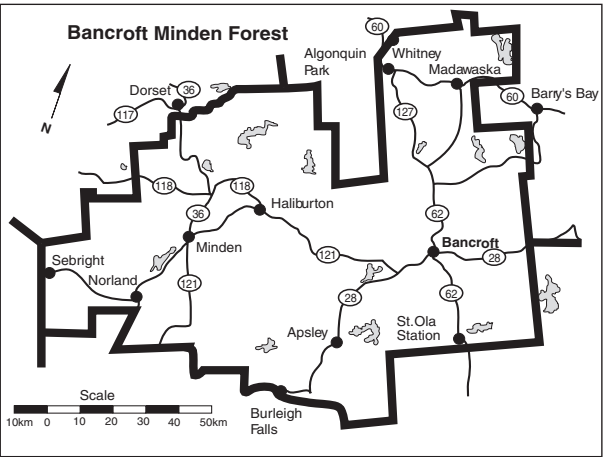 Bancroft Minden Forest
60
Algonquin
Park
Whitney
Madawaska
Dorset
36
60
Barry's Bay
117
127
N
118
118
36
Haliburton
62
Minden
Bancroft
121
28
Sebright
Norland
121
28
62
Apsley
St.Ola
Station
Scale
10km 0 10 20 30 40 50km
Burleigh
Falls